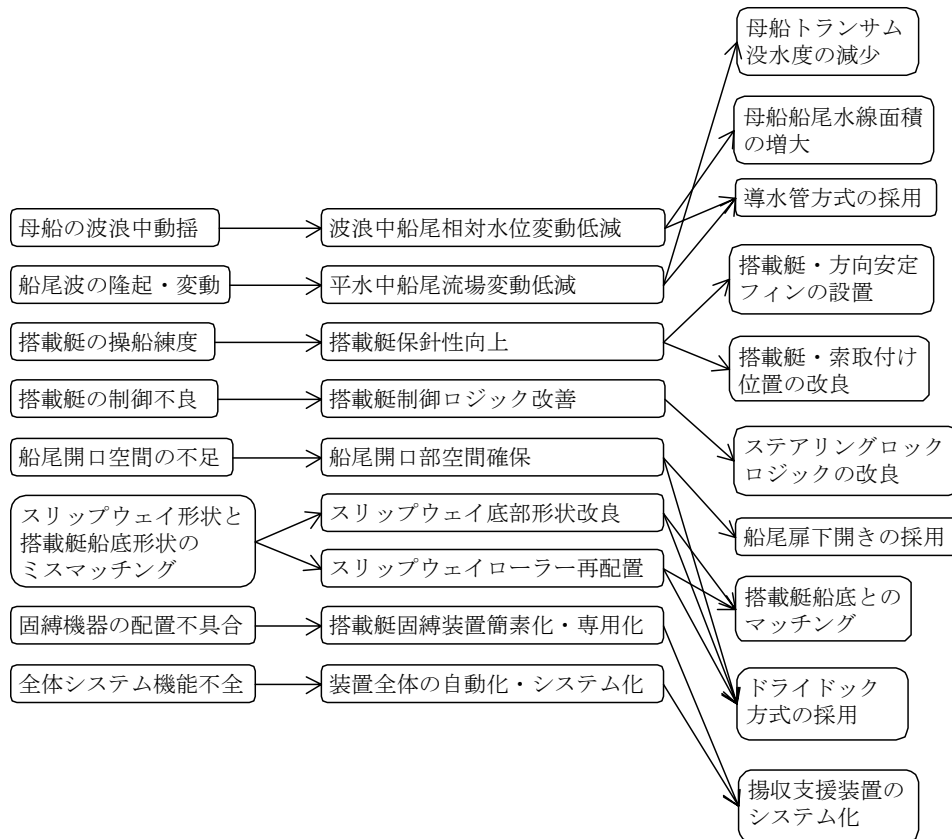 母船の波浪中動揺
船尾波の隆起・変動
搭載艇の操船練度
搭載艇の制御不良
船尾開口空間の不足
スリップウェイ形状と
搭載艇船底形状の
ミスマッチング
固縛機器の配置不具合
全体システム機能不全
波浪中船尾相対水位変動低減
平水中船尾流場変動低減
搭載艇保針性向上
搭載艇制御ロジック改善
船尾開口部空間確保
スリップウェイ底部形状改良
スリップウェイローラー再配置
搭載艇固縛装置簡素化・専用化
装置全体の自動化・システム化
母船トランサム
没水度の減少
母船船尾水線面積
の増大
導水管方式の採用
搭載艇・方向安定
フィンの設置
搭載艇・索取付け
位置の改良
ステアリングロック
ロジックの改良
船尾扉下開きの採用
搭載艇船底との
マッチング
ドライドック
方式の採用
揚収支援装置の
システム化